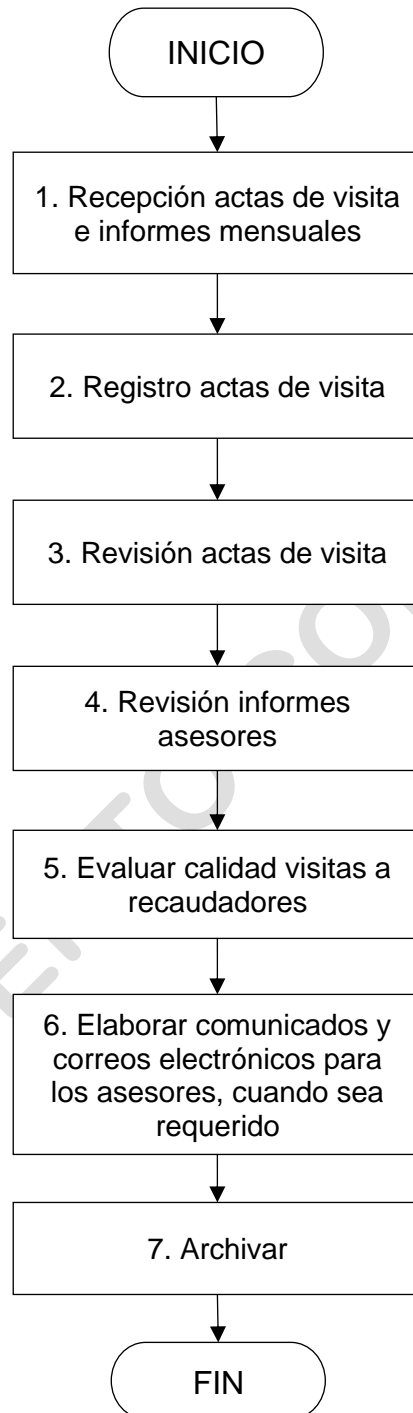 INICIO
1. Recepción actas de visita
e informes mensuales
2. Registro actas de visita
3. Revisión actas de visita
4. Revisión informes
asesores
5. Evaluar calidad visitas a
recaudadores
6. Elaborar comunicados y
correos electrónicos para
los asesores, cuando sea
requerido
7. Archivar
FIN